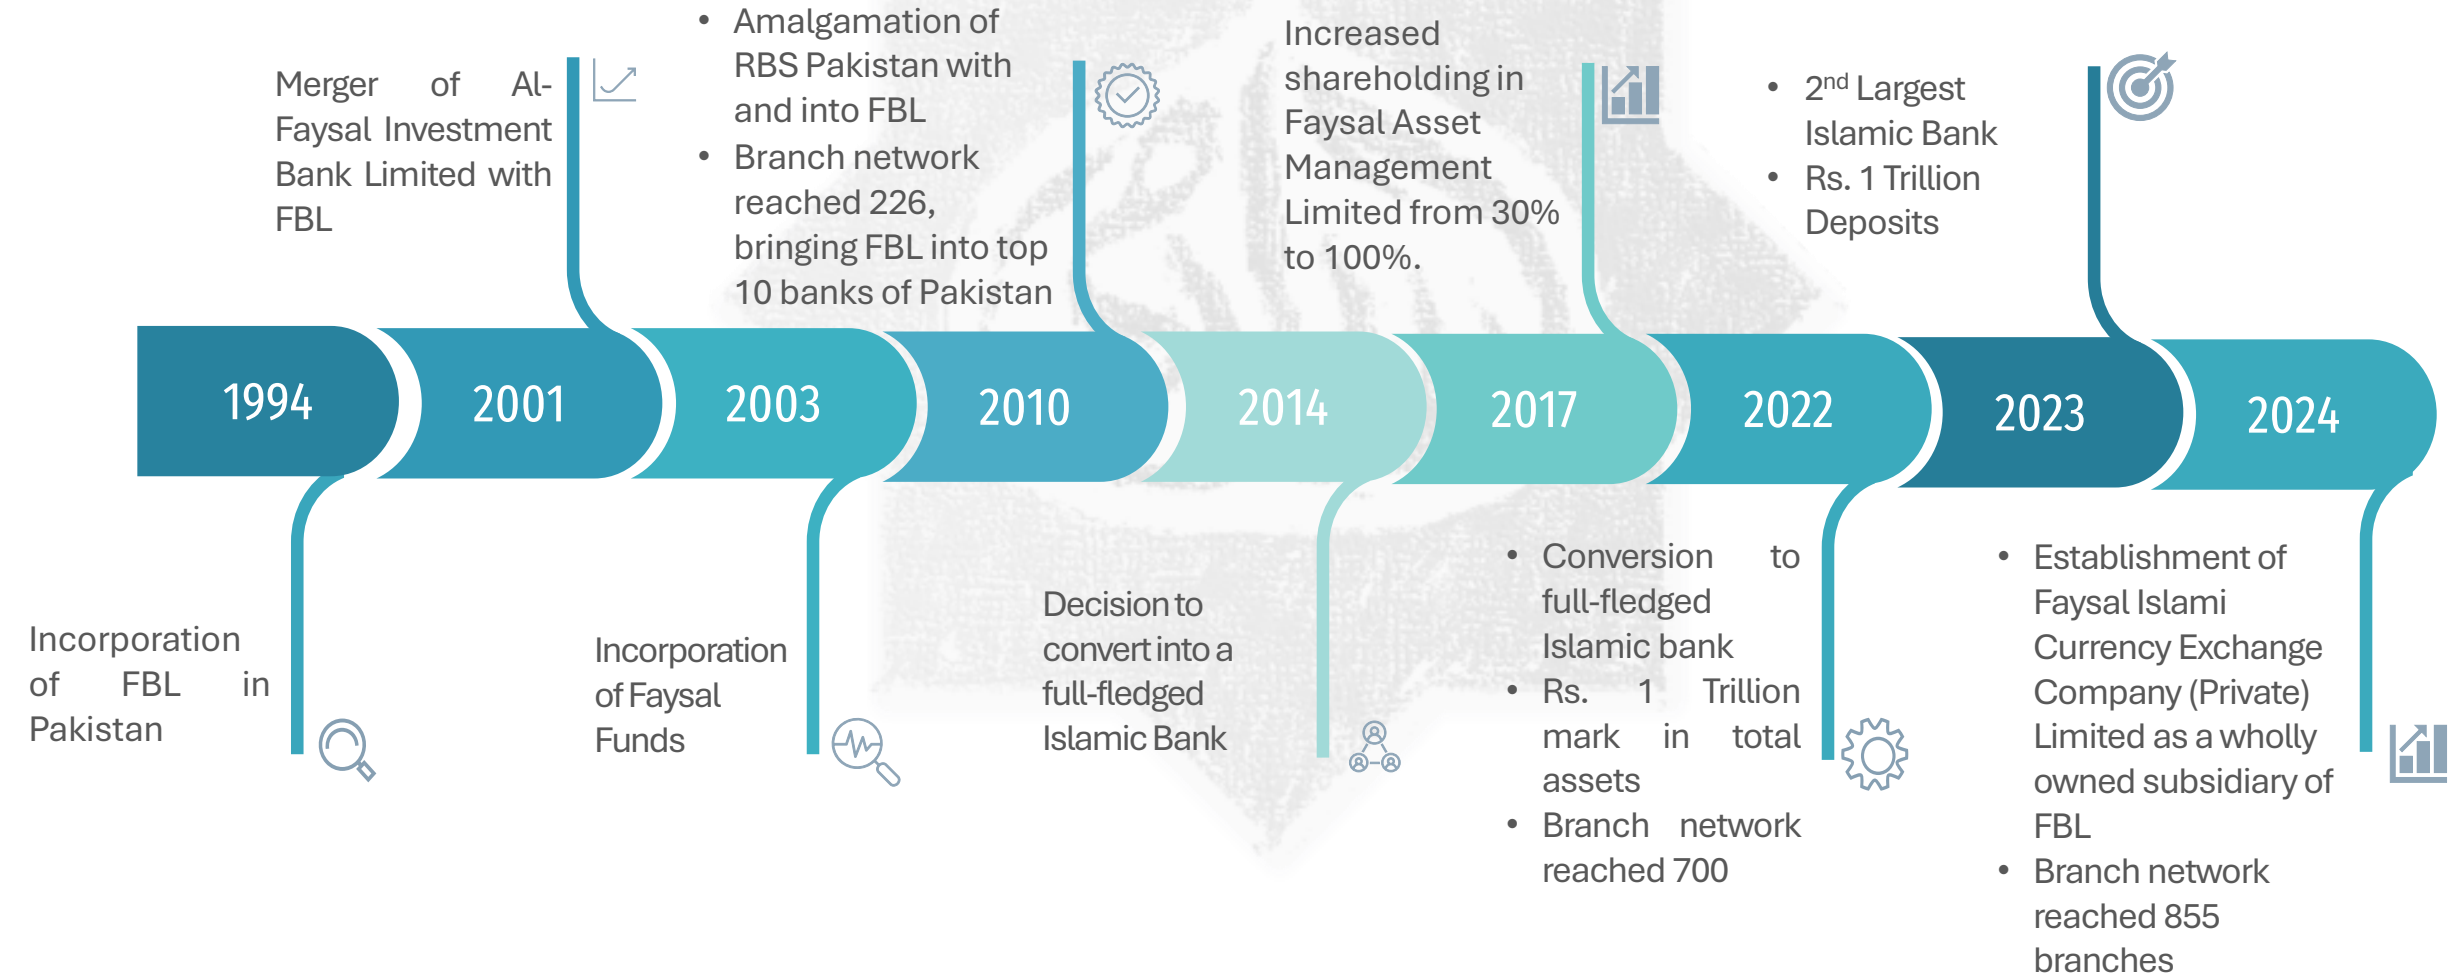 Merger of Al-
Faysal Investment
Bank Limited with
FBL
• Amalgamation of
RBS Pakistan with
and into FBL
• Branch network
reached 226,
bringing FBL into top
10 banks of Pakistan
Increased
shareholding in
Faysal Asset
Management
Limited from 30%
to 100%.
• 2nd Largest
Islamic Bank
• Rs. 1 Trillion
Deposits
1994
2001
2003
2010
2014
2017
2022
2023
2024
Incorporation
of FBL in
Pakistan
Incorporation
of Faysal
Funds
Decision to
convert into a
full-fledged
Islamic Bank
• Conversion to
full-fledged
Islamic bank
• Rs. 1 Trillion
mark in total
assets
• Branch network
reached 700
• Establishment of
Faysal Islami
Currency Exchange
Company (Private)
Limited as a wholly
owned subsidiary of
FBL
• Branch network
reached 855
branches